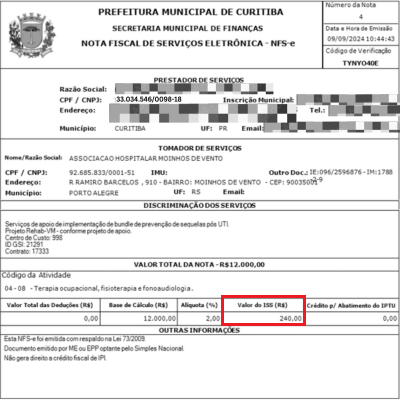 PREFEITURA MUNICIPAL DE CURITIBA
SECRETARIA MUNICIPAL DE FINANÇAS
NOTA FISCAL DE SERVIÇOS ELETRÔNICA - NFS-e
Número da Nota
4
Data e Hora de Emissão
09/09/2024 10:44:43
Código de Verificação
TYNYO40E
PRESTADOR DE SERVIÇOS
Razão Social:
CPF / CNPJ: 33.034.546/0098-18 Inscrição Municipal:
Endereço: Tel.:
Município: CURITIBA UF: PR Email:
TOMADOR DE SERVIÇOS
Nome/Razão Social: ASSOCIACAO HOSPITALAR MOINHOS DE VENTO
CPF / CNPJ: 92.685.833/0001-51 IMU: Outro Doc.: IE:096/2596876 - IM:1788
-2-9
Endereço: R.RAMIRO BARCELOS , 910 - BAIRRO: MOINHOS DE VENTO - CEP: 90035001
Município: PORTO ALEGRE UF: RS Email:
DISCRIMINAÇÃO DOS SERVIÇOS
Serviços de apoio de implementação de bundle de prevenção de sequelas pós UTI.
Projeto Rehab-VM - conforme projeto de apoio.
Centro de Custo: 998
ID GSI: 21291
Contrato: 17333
VALOR TOTAL DA NOTA - R$12.000,00
Código da Atividade
04 - 08 - Terapia ocupacional, fisioterapia e fonoaudiologia.
Valor Total das Deduções (R$) Base de Cálculo (R$) Alíquota (%) Valor do ISS (R$) Crédito p/ Abatimento do IPTU
0,00 12.000,00 2,00 240,00 0,00
OUTRAS INFORMAÇÕES
Esta NFS-e foi emitida com respaldo na Lei 73/2009.
Documento emitido por ME ou EPP optante pelo Simples Nacional.
Não gera direito a crédito fiscal de IPI.